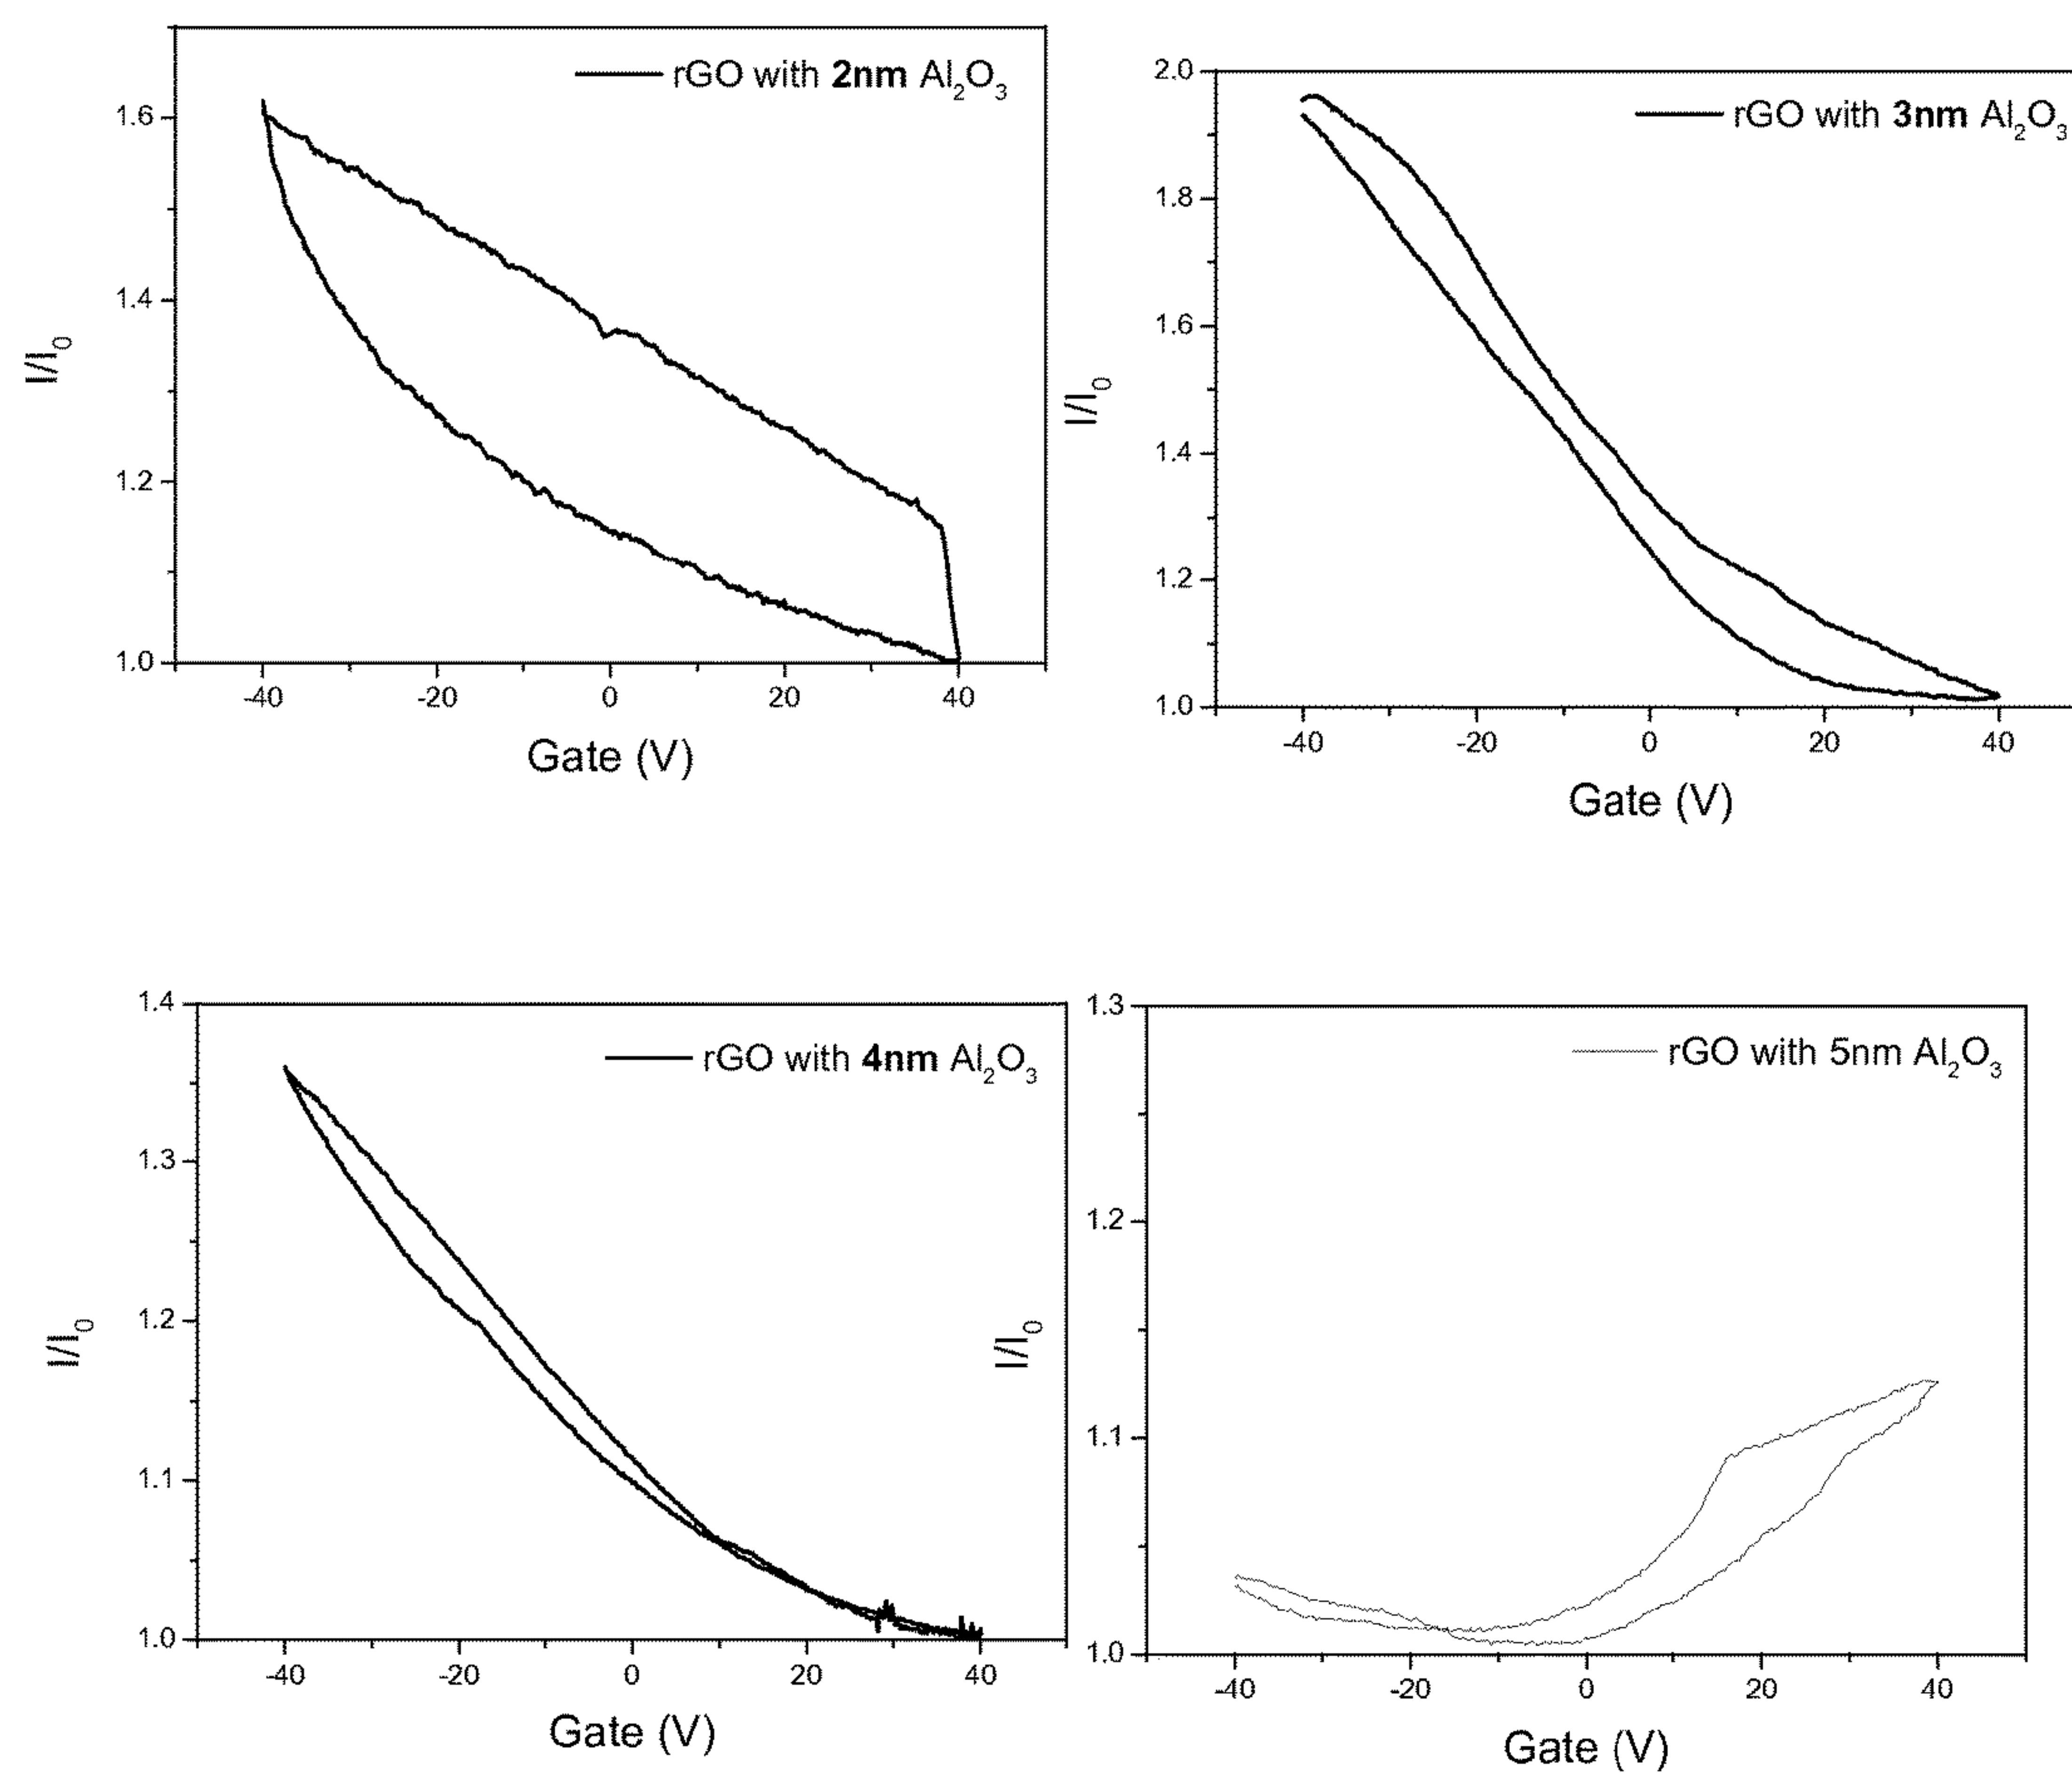 rGO with 2nm Al₂O₃
1.6
1.4
1.2
1.0
I/I₀
-40 -20 0 20 40
Gate (V)
rGO with 3nm Al₂O₃
2.0
1.8
1.6
1.4
1.2
1.0
I/I₀
-40 -20 0 20 40
Gate (V)
rGO with 4nm Al₂O₃
1.4
1.3
1.2
1.1
1.0
I/I₀
-40 -20 0 20 40
Gate (V)
rGO with 5nm Al₂O₃
1.3
1.2
1.1
1.0
I/I₀
-40 -20 0 20 40
Gate (V)